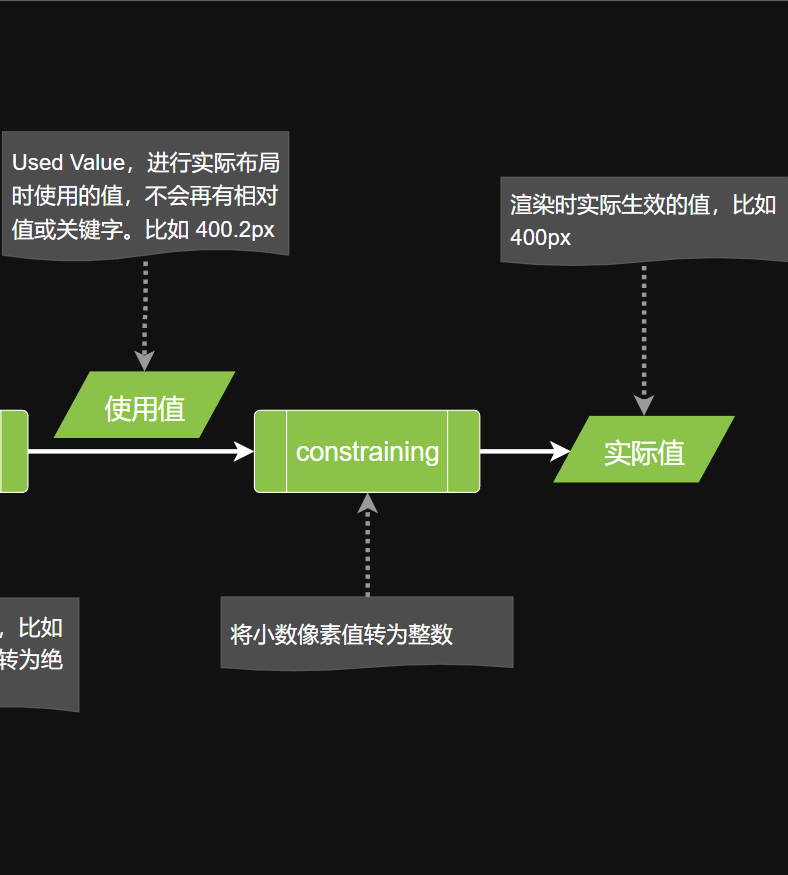 Used Value，进行实际布局
时使用的值，不会再有相对
值或关键字。比如 400.2px
渲染时实际生效的值，比如
400px
使用值
constraining
实际值
，比如
转为绝
将小数像素值转为整数